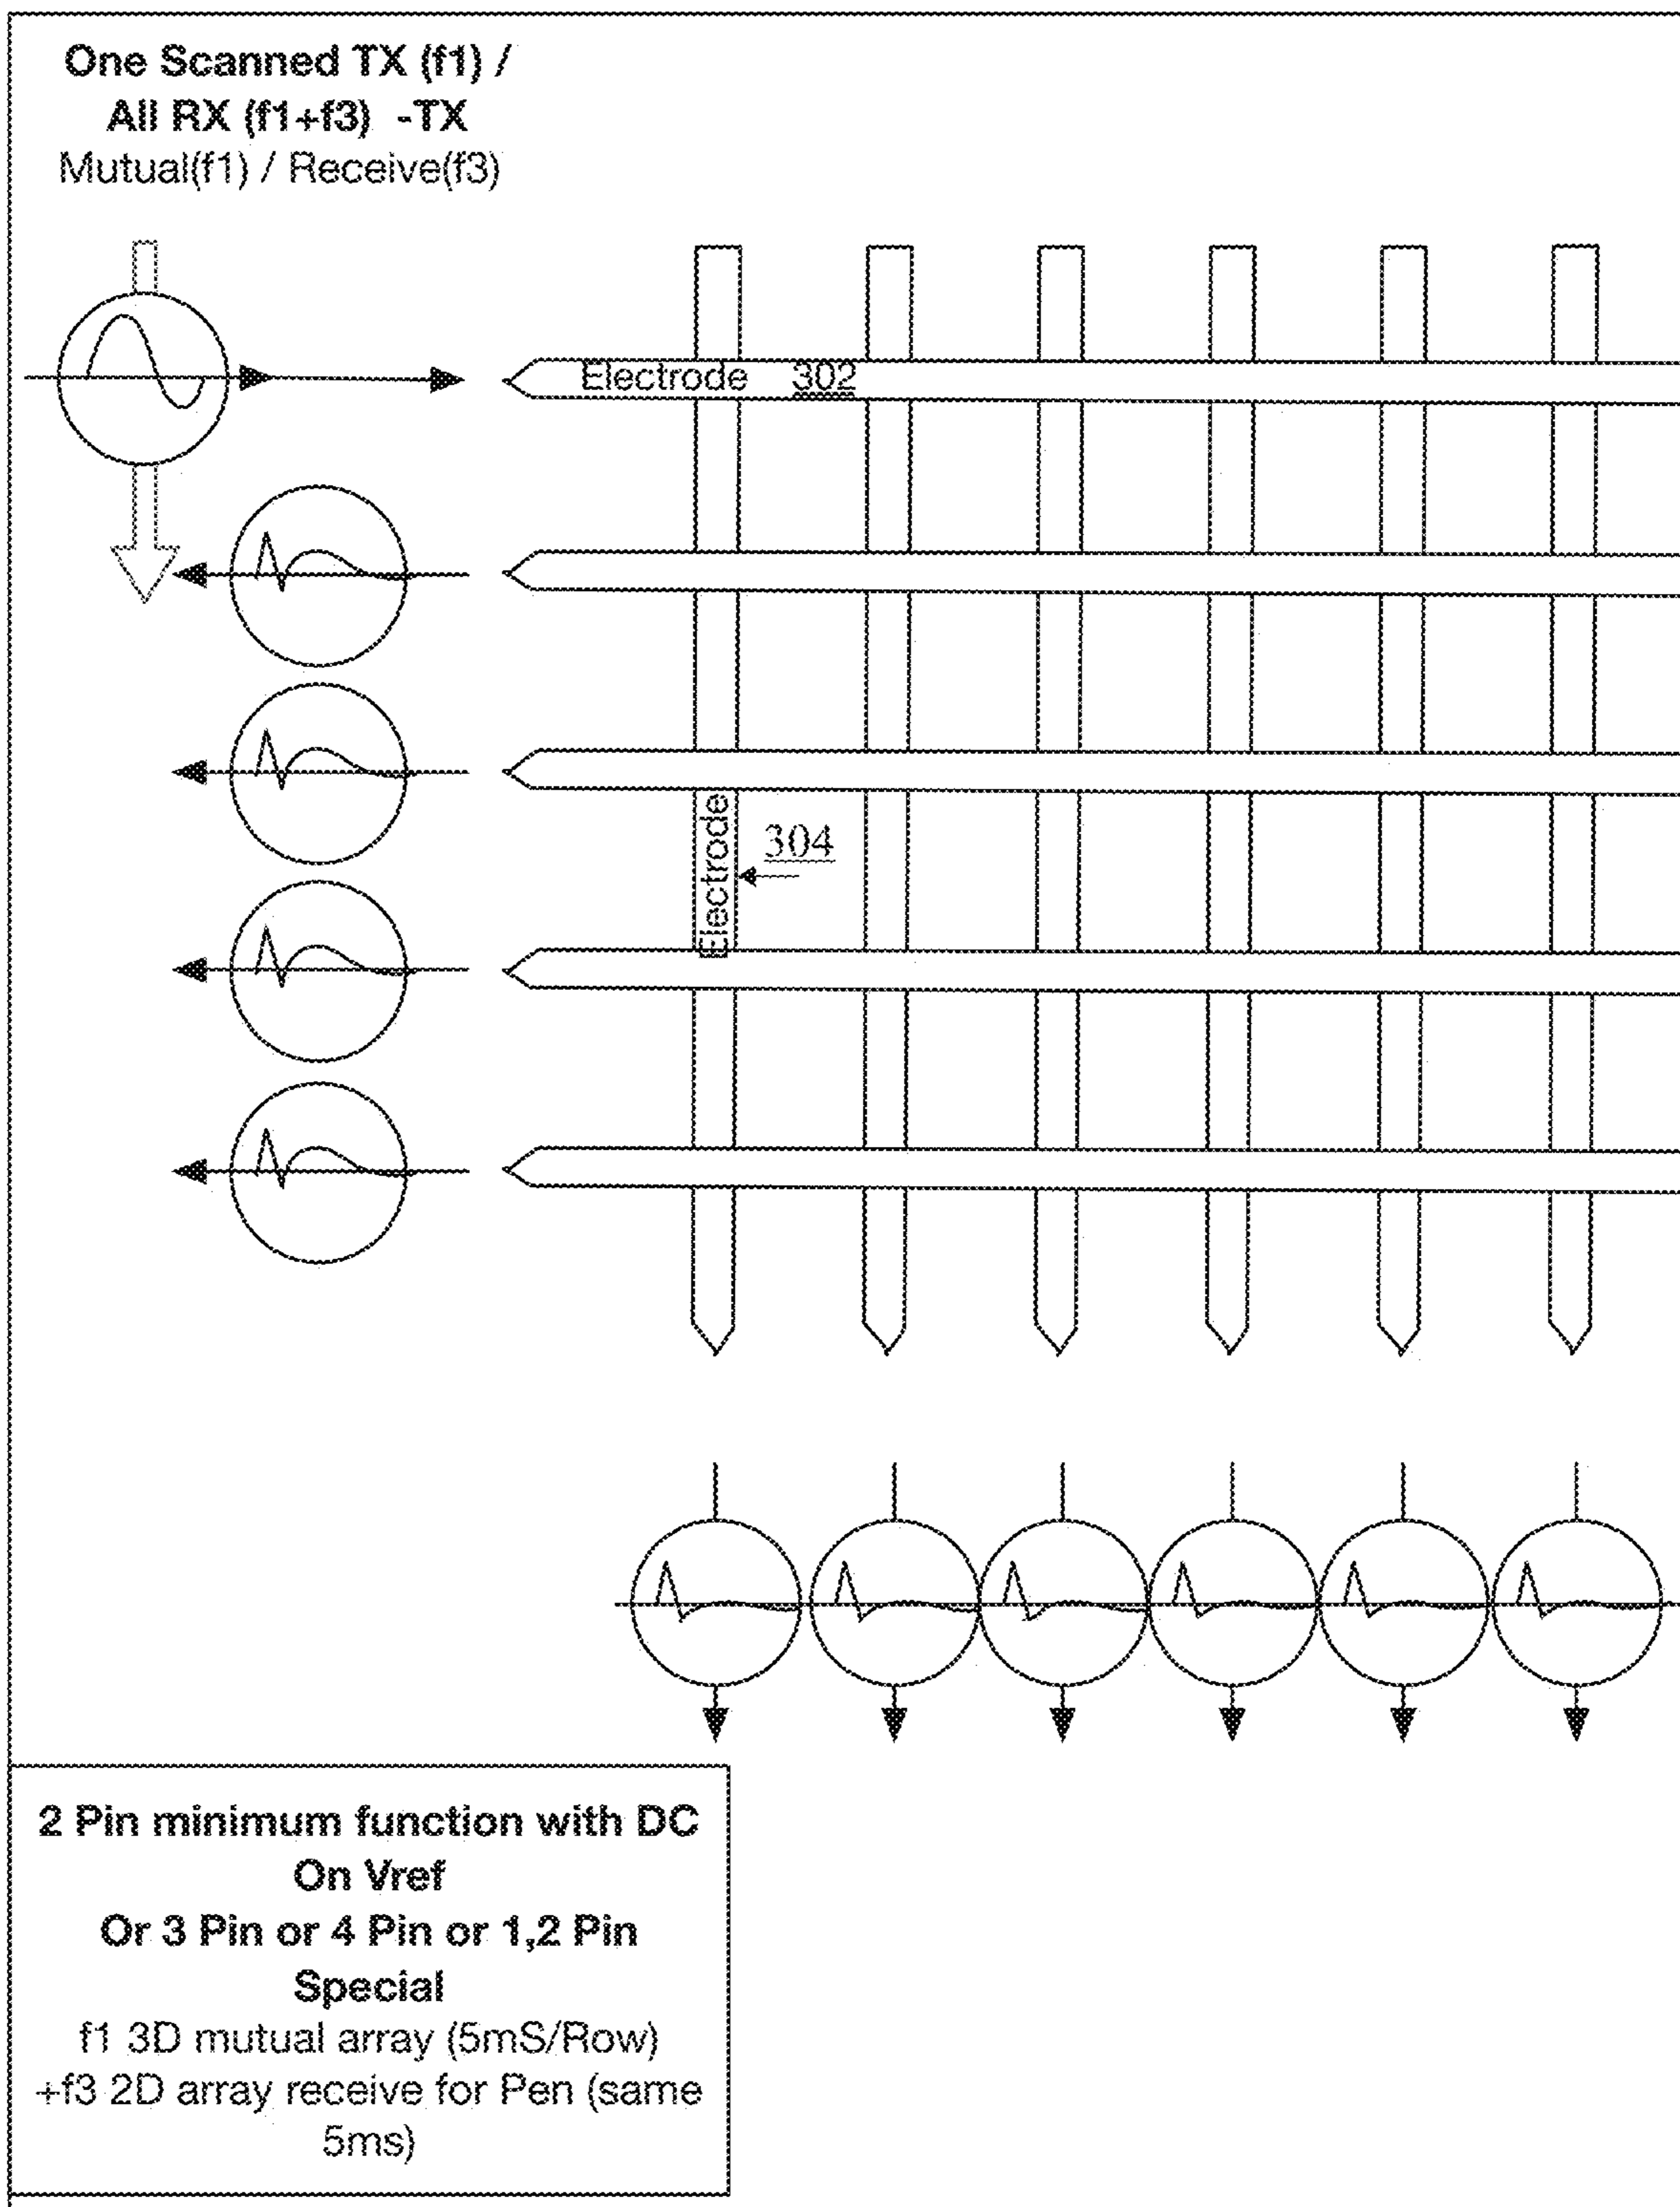 One Scanned TX (f1) /
All RX (f1+f3) -TX
Mutual(f1) / Receive(f3)
Electrode 302
Electrode
304
2 Pin minimum function with DC
On Vref
Or 3 Pin or 4 Pin or 1,2 Pin
Special
f1 3D mutual array (5mS/Row)
+f3 2D array receive for Pen (same
5ms)